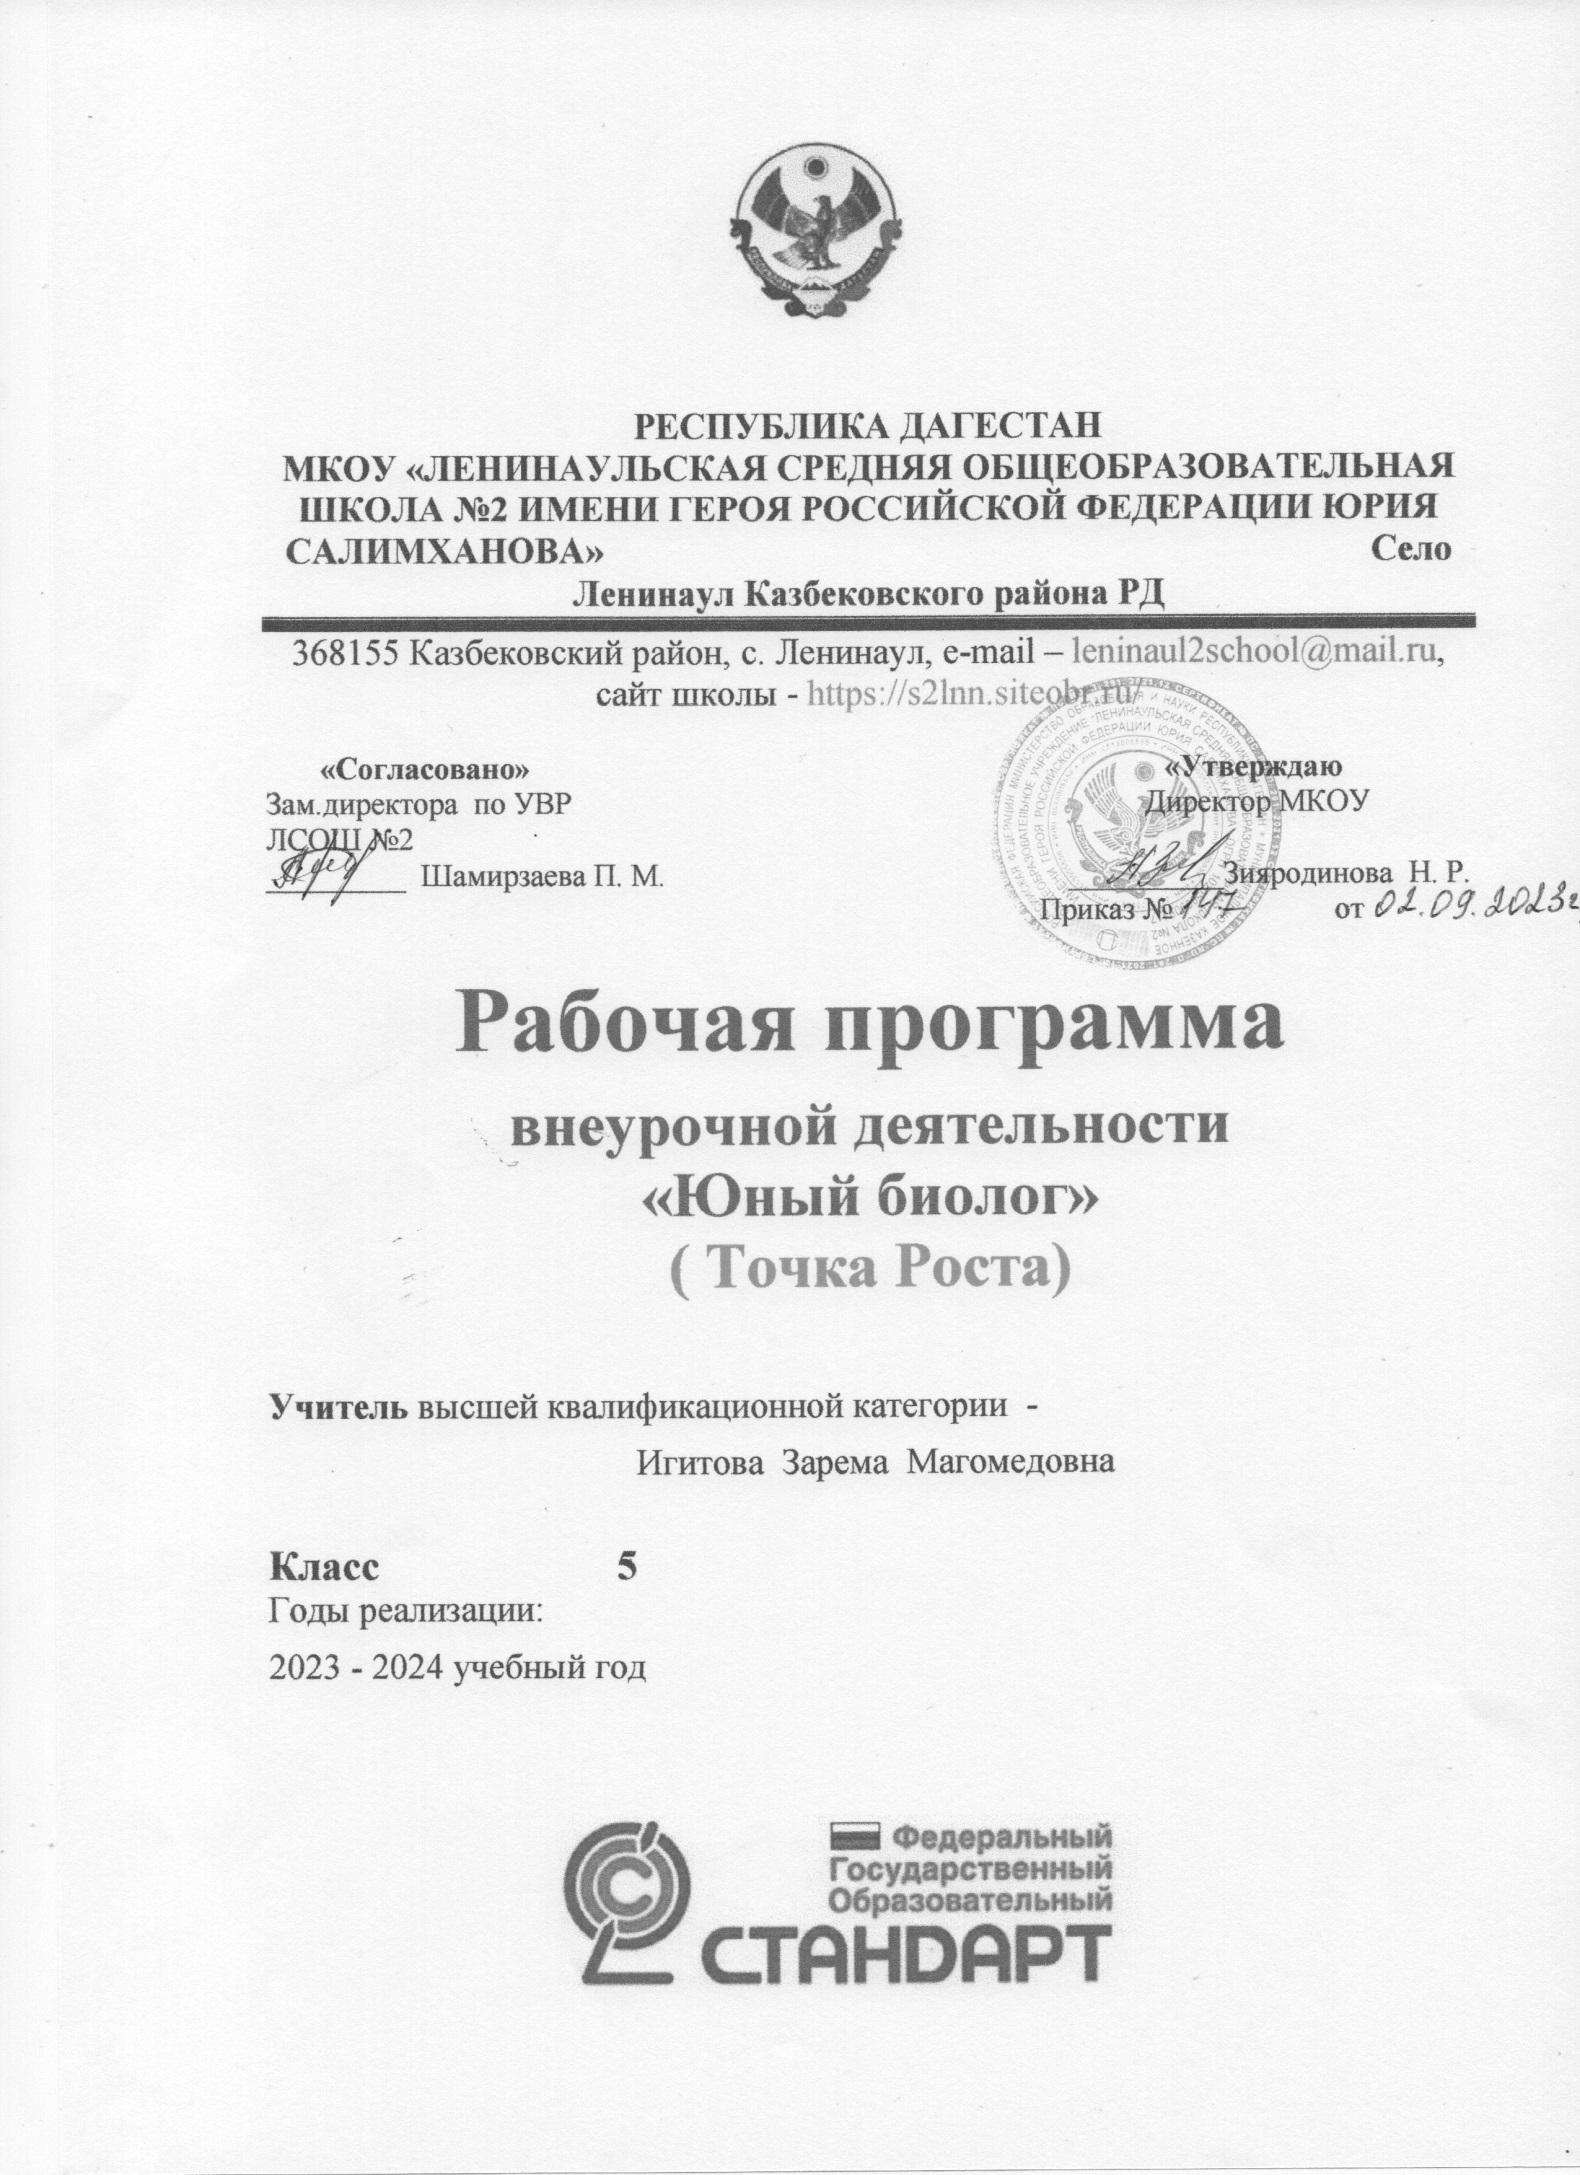 РЕСПУБЛИКА ДАГЕСТАН
МКОУ «ЛЕНИНАУЛЬСКАЯ СРЕДНЯЯ ОБЩЕОБРАЗОВАТЕЛЬНАЯ
ШКОЛА №2 ИМЕНИ ГЕРОЯ РОССИЙСКОЙ ФЕДЕРАЦИИ ЮРИЯ
САЛИМХАНОВА» Село
Ленинаул Казбековского района РД
368155 Казбековский район, с. Ленинаул, e-mail – leninaul2school@mail.ru,
сайт школы - https://s2lnn.siteobr.ru/
«Согласовано» «Утверждаю
Зам.директора по УВР Директор МКОУ
ЛСОШ №2
Шамирзаева П. М. Зияродинова Н. Р.
Приказ № 147 от 02.09.2023г
Рабочая программа
внеурочной деятельности
«Юный биолог»
( Точка Роста)
Учитель высшей квалификационной категории -
Игитова Зарема Магомедовна
Класс 5
Годы реализации:
2023 - 2024 учебный год
Федеральный
Государственный
Образовательный
СТАНДАРТ